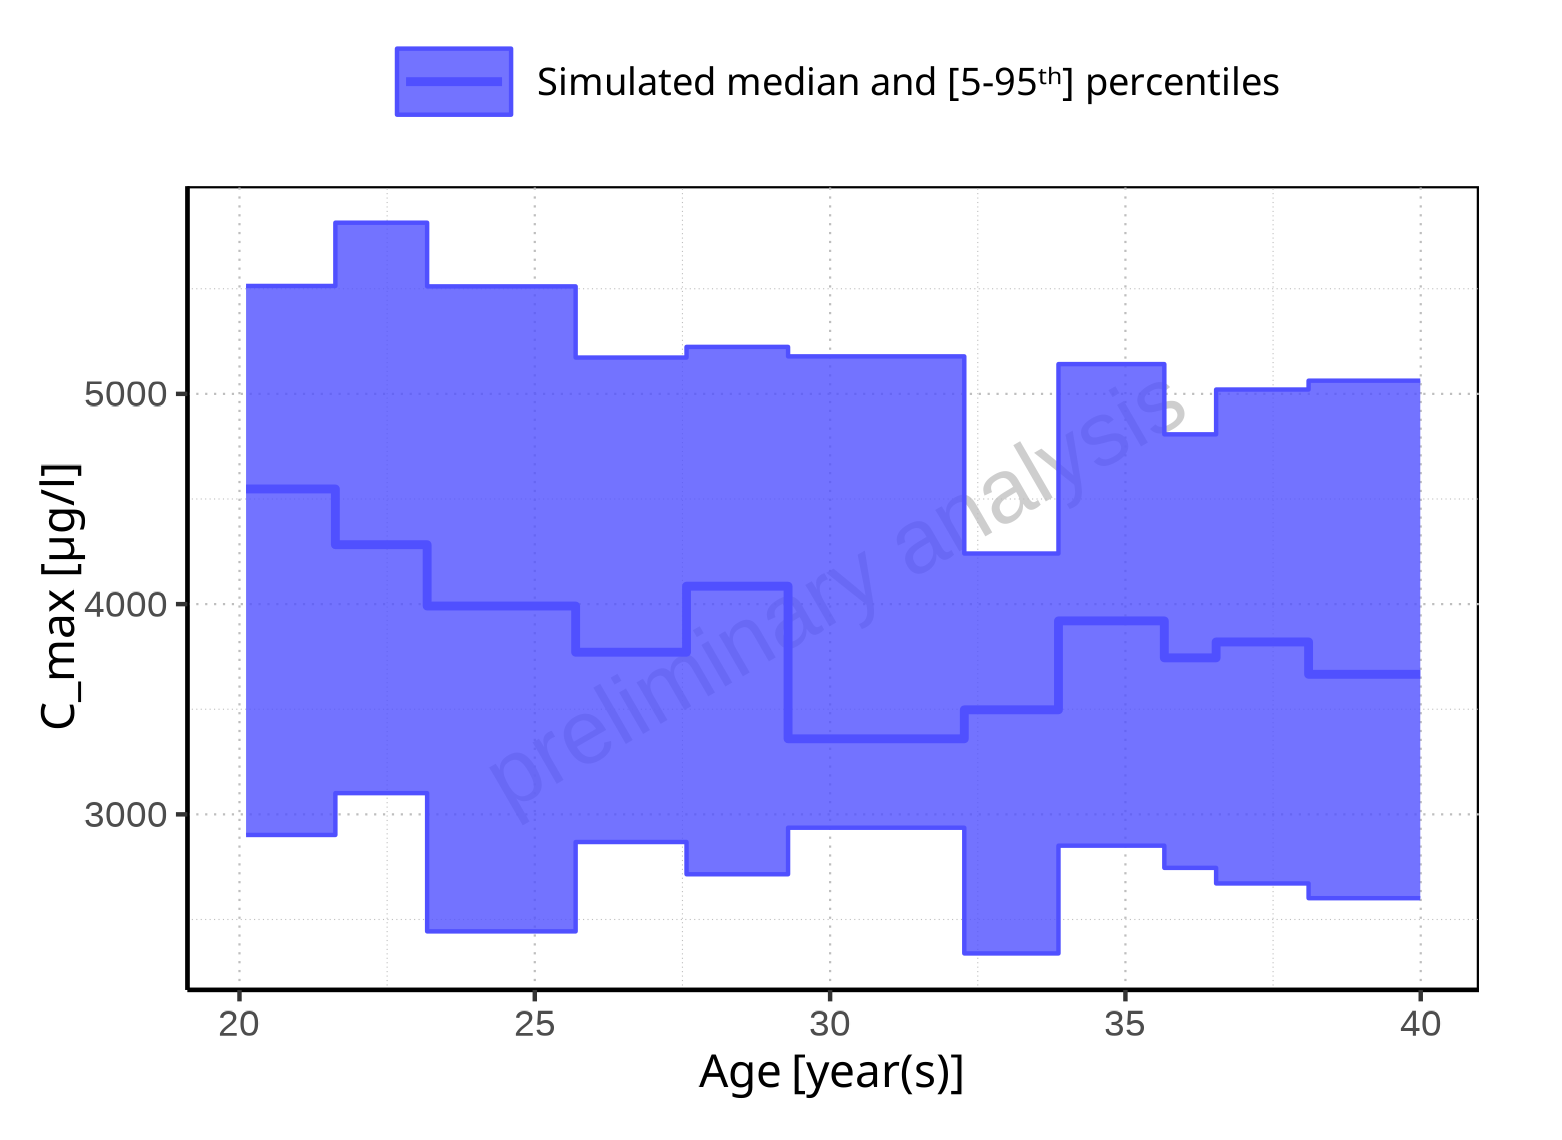 Simulated median and [5-95ᵗʰ] percentiles
5000
4000
3000
C_max [µg/l]
preliminary analysis
20 25 30 35 40
Age [year(s)]